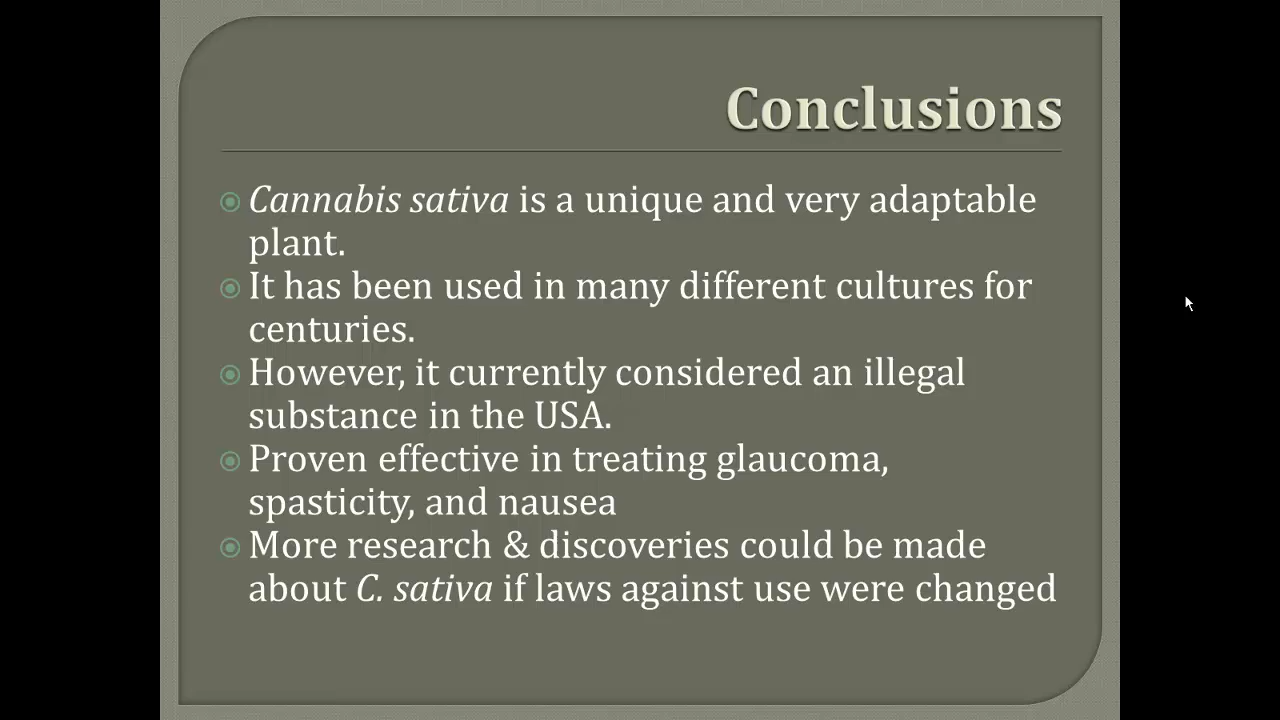 Conclusions
Cannabis sativa is a unique and very adaptable
plant.
It has been used in many different cultures for
centuries.
However, it currently considered an illegal
substance in the USA.
Proven effective in treating glaucoma,
spasticity, and nausea
More research & discoveries could be made
about C. sativa if laws against use were changed